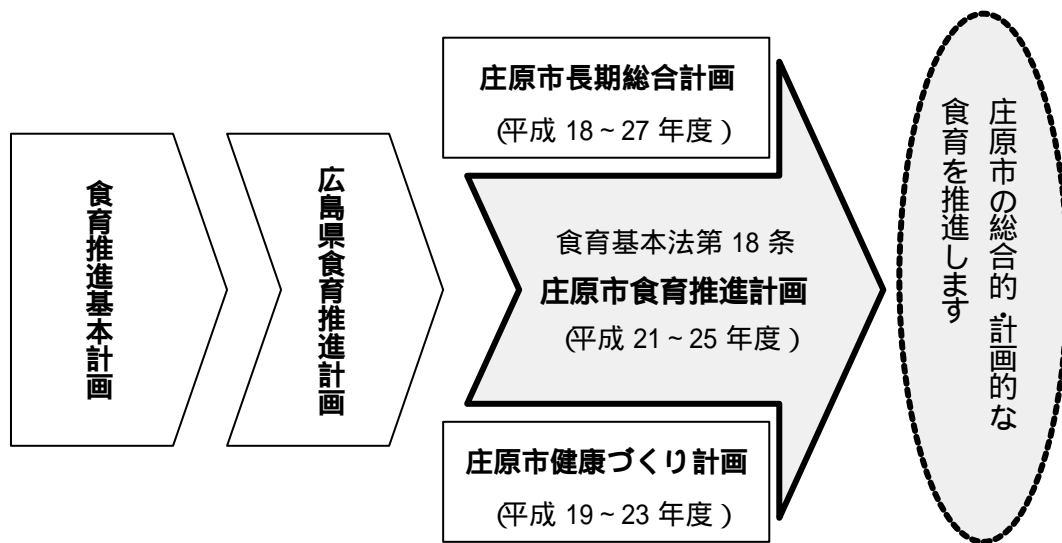 食育推進基本計画
広島県食育推進計画
庄原市長期総合計画
(平成 18~27 年度)
食育基本法第 18 条
庄原市食育推進計画
(平成 21~25 年度)
庄原市健康づくり計画
(平成 19~23 年度)
庄原市の総合的・計画的な
食育を推進します